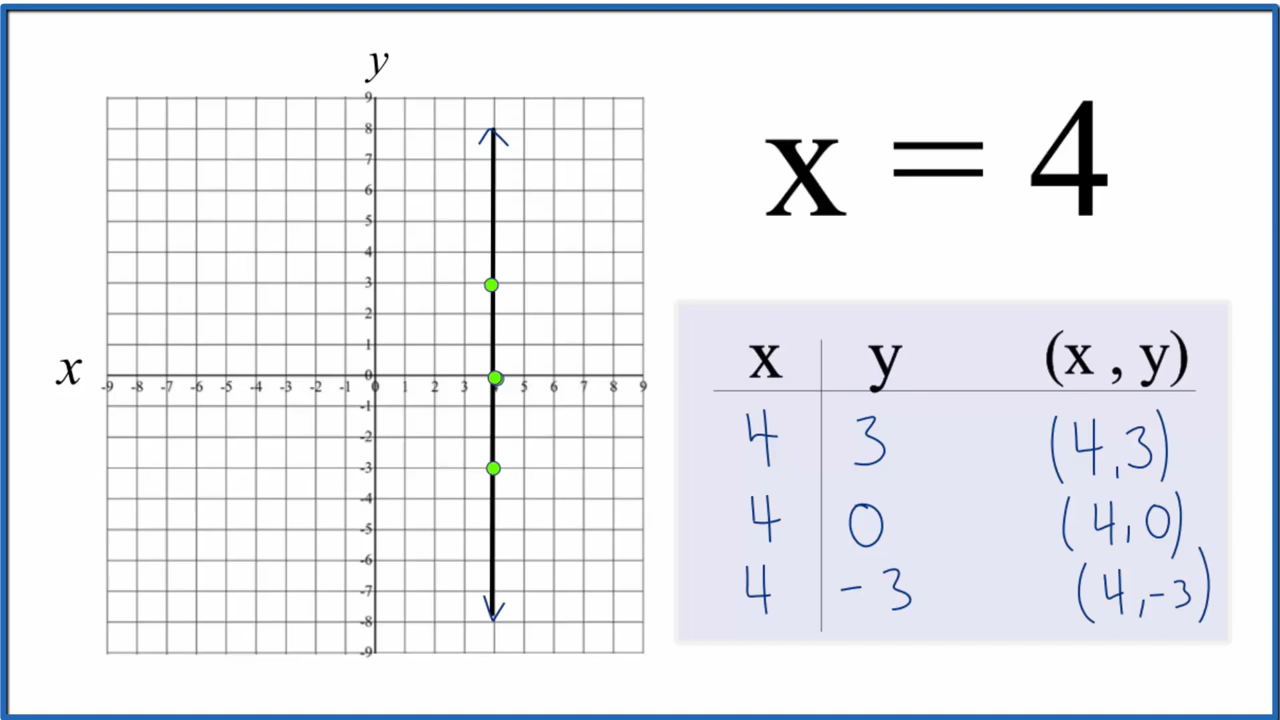 y
9
8
7
6
5
4
3
2
1
0
x
-9 -8 -7 -6 -5 -4 -3 -2 -1 0 1 2 3 5 6 7 8 9
-1
-2
-3
-4
-5
-6
-7
-8
-9
x = 4
x y (x , y)
4 3 (4,3)
4 0 (4,0)
4 -3 (4,-3)